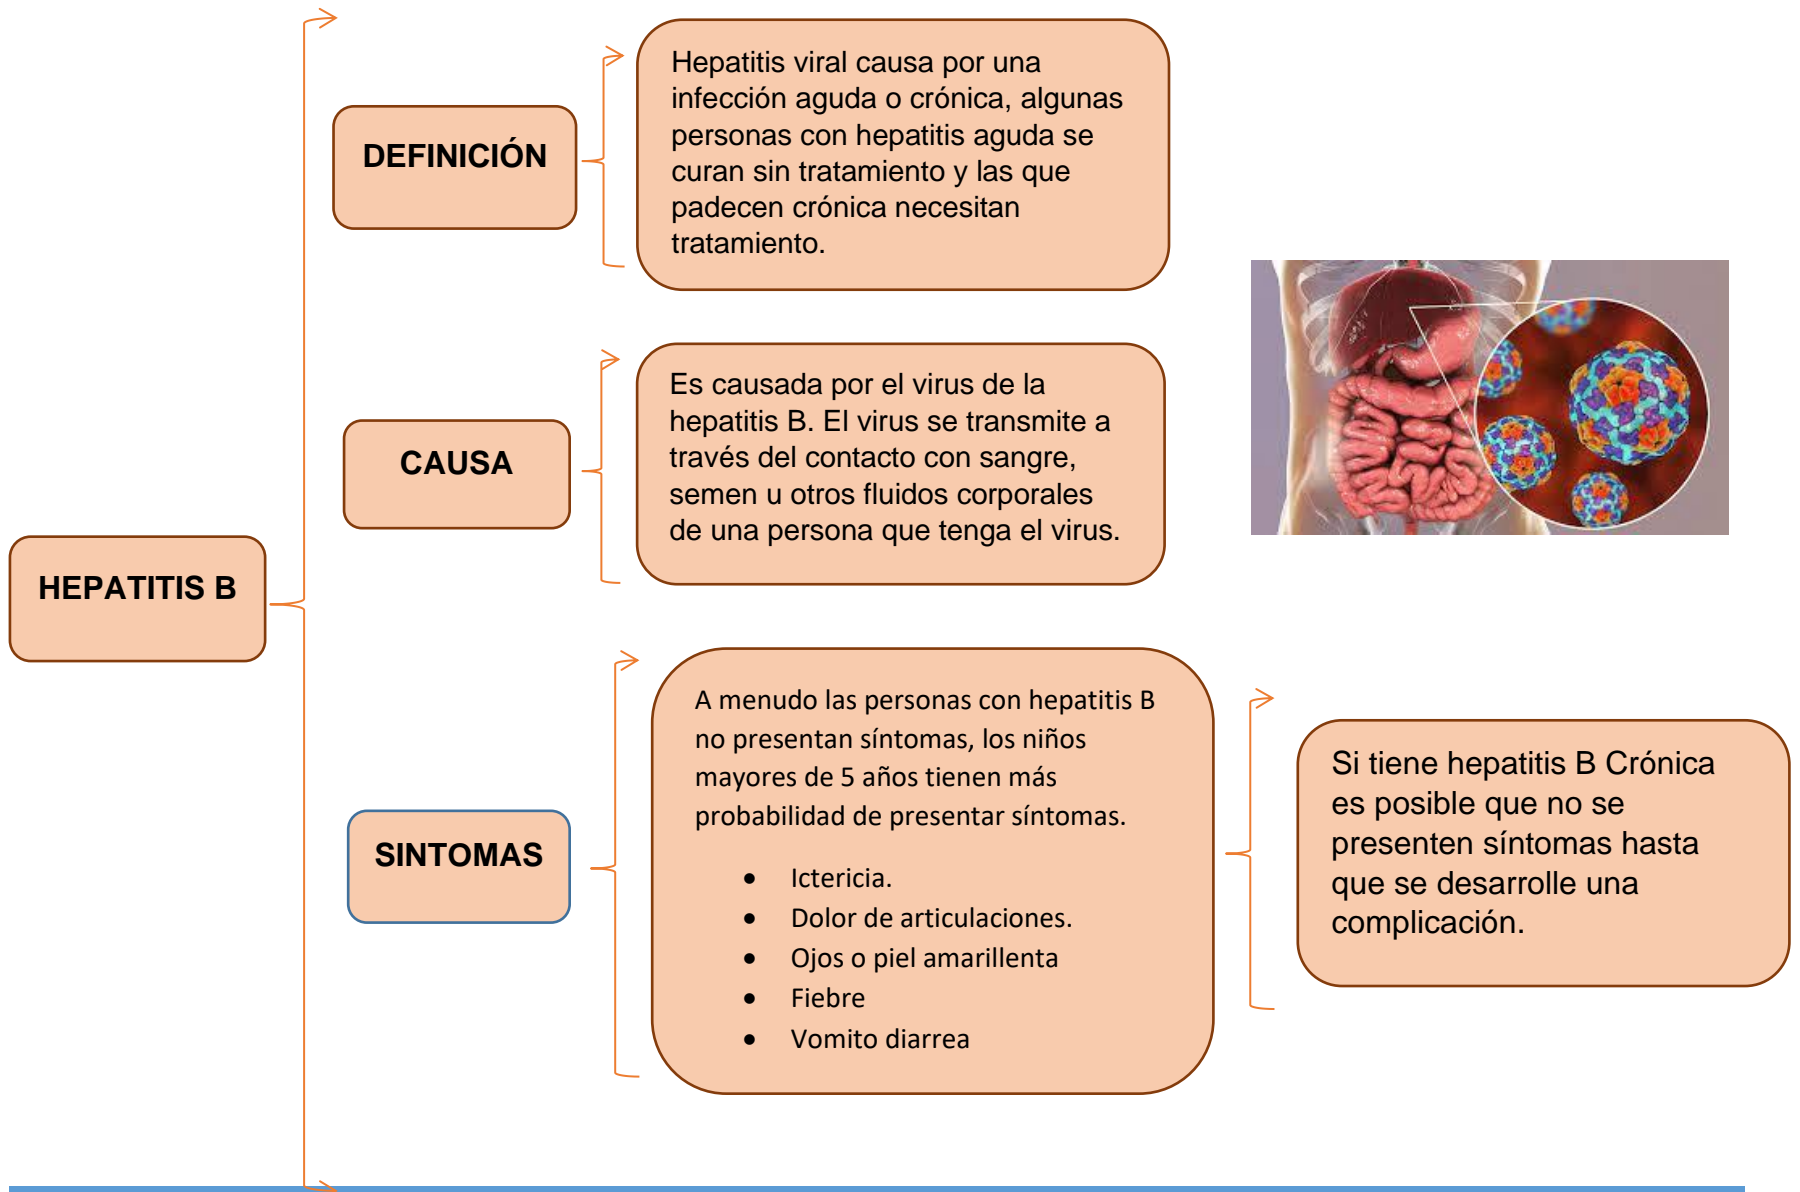 HEPATITIS B
DEFINICIÓN
Hepatitis viral causa por una
infección aguda o crónica, algunas
personas con hepatitis aguda se
curan sin tratamiento y las que
padecen crónica necesitan
tratamiento.
CAUSA
Es causada por el virus de la
hepatitis B. El virus se transmite a
través del contacto con sangre,
semen u otros fluidos corporales
de una persona que tenga el virus.
SINTOMAS
A menudo las personas con hepatitis B
no presentan síntomas, los niños
mayores de 5 años tienen más
probabilidad de presentar síntomas.
• Ictericia.
• Dolor de articulaciones.
• Ojos o piel amarillenta
• Fiebre
• Vomito diarrea
Si tiene hepatitis B Crónica
es posible que no se
presenten síntomas hasta
que se desarrolle una
complicación.